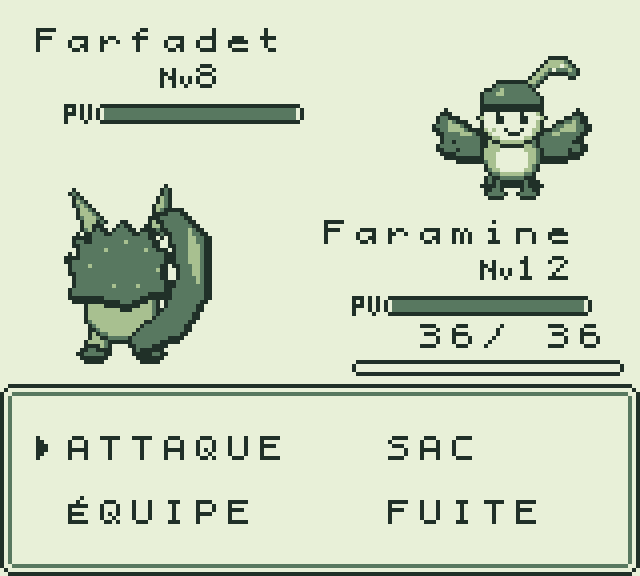 Farfadet
Nv8
PV
Faramine
Nv12
PV
36/ 36
ATTAQUE SAC
ÉQUIPE FUITE